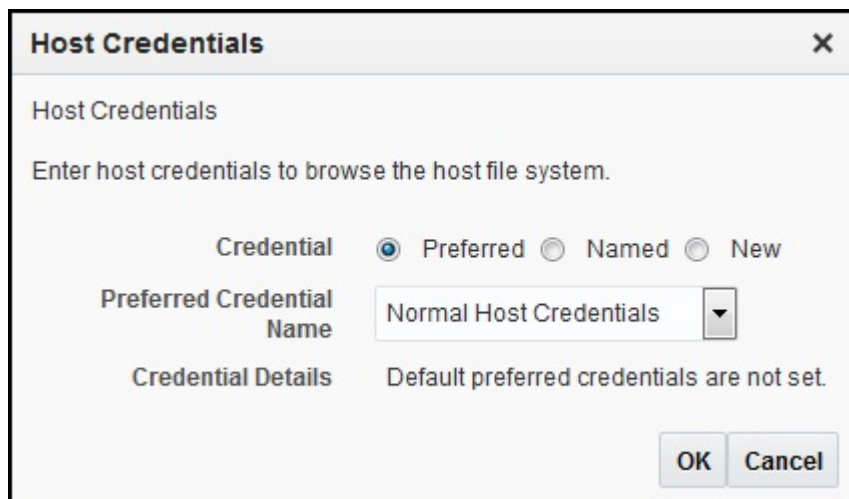 Host Credentials
Host Credentials
Enter host credentials to browse the host file system.
Credential Preferred Named New
Preferred Credential
Name
Normal Host Credentials
Credential Details Default preferred credentials are not set.
OK Cancel